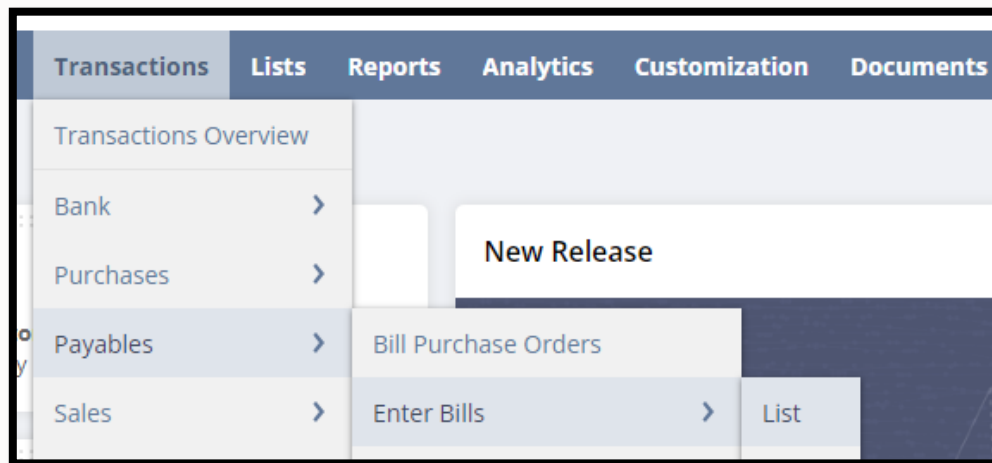 Transactions Lists Reports Analytics Customization Documents
Transactions Overview
Bank
New Release
Purchases
Payables
Bill Purchase Orders
y
Sales
Enter Bills
List